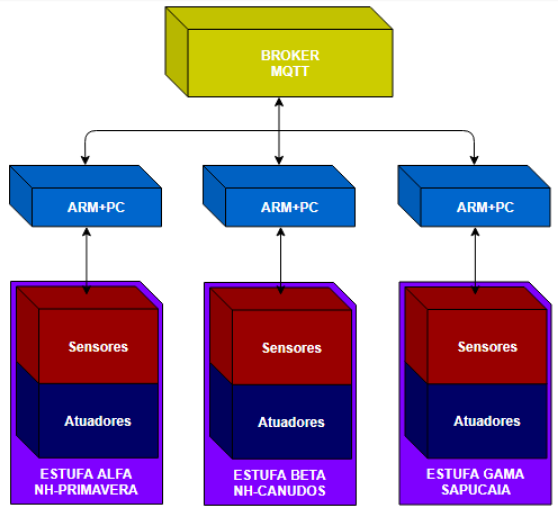 BROKER
MQTT
ARM+PC
ARM+PC
ARM+PC
Sensores
Atuadores
ESTUFA ALFA
NH-PRIMAVERA
Sensores
Atuadores
ESTUFA BETA
NH-CANUDOS
Sensores
Atuadores
ESTUFA GAMA
SAPUCAIA